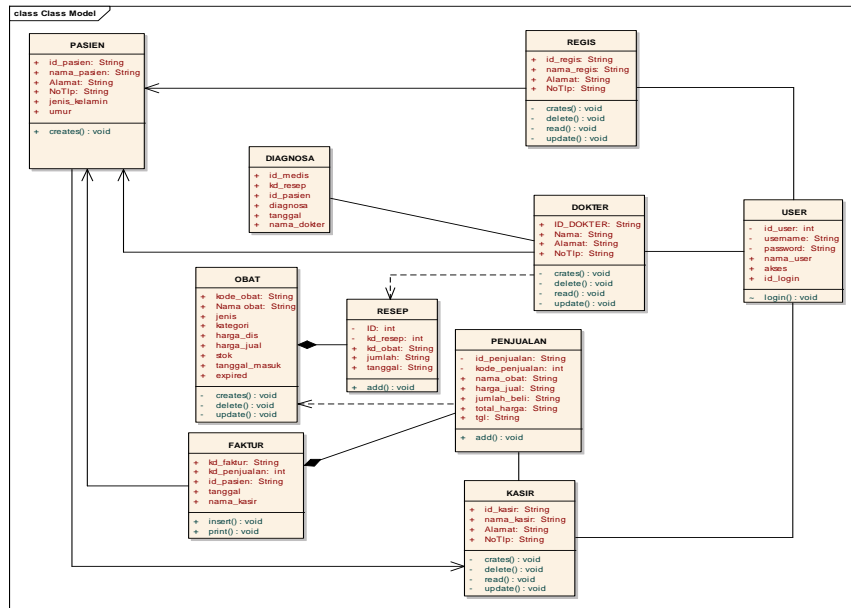 class Class Model
PASIEN
+ id_pasien: String
+ nama_pasien: String
+ Alamat: String
+ NoTlp: String
+ jenis_kelamin
+ umur
+ creates() : void
REGIS
+ id_regis: String
+ nama_regis: String
+ Alamat: String
+ NoTlp: String
- crates() : void
- delete() : void
- read() : void
- update() : void
DIAGNOSA
+ id_medis
+ kd_resep
+ id_pasien
+ diagnosa
+ tanggal
+ nama_dokter
DOKTER
+ ID_DOKTER: String
+ Nama: String
+ Alamat: String
+ NoTlp: String
- crates() : void
- delete() : void
- read() : void
- update() : void
USER
- id_user: int
- username: String
- password: String
+ nama_user
+ akses
+ id_login
~ login() : void
OBAT
+ kode_obat: String
+ Nama obat: String
+ jenis
+ kategori
+ harga_dis
+ harga_jual
+ stok
+ tanggal_masuk
+ expired
- creates() : void
- delete() : void
- update() : void
RESEP
- ID: int
- kd_resep: int
+ kd_obat: String
+ jumlah: String
+ tanggal: String
+ add() : void
PENJUALAN
- id_penjualan: String
- kode_penjualan: int
+ nama_obat: String
+ harga_jual: String
+ jumlah_beli: String
+ total_harga: String
+ tgl: String
+ add() : void
FAKTUR
+ kd_faktur: String
+ kd_penjualan: int
+ id_pasien: String
+ tanggal
+ nama_kasir
+ insert() : void
+ print() : void
KASIR
+ id_kasir: String
+ nama_kasir: String
+ Alamat: String
+ NoTlp: String
- crates() : void
- delete() : void
- read() : void
- update() : void